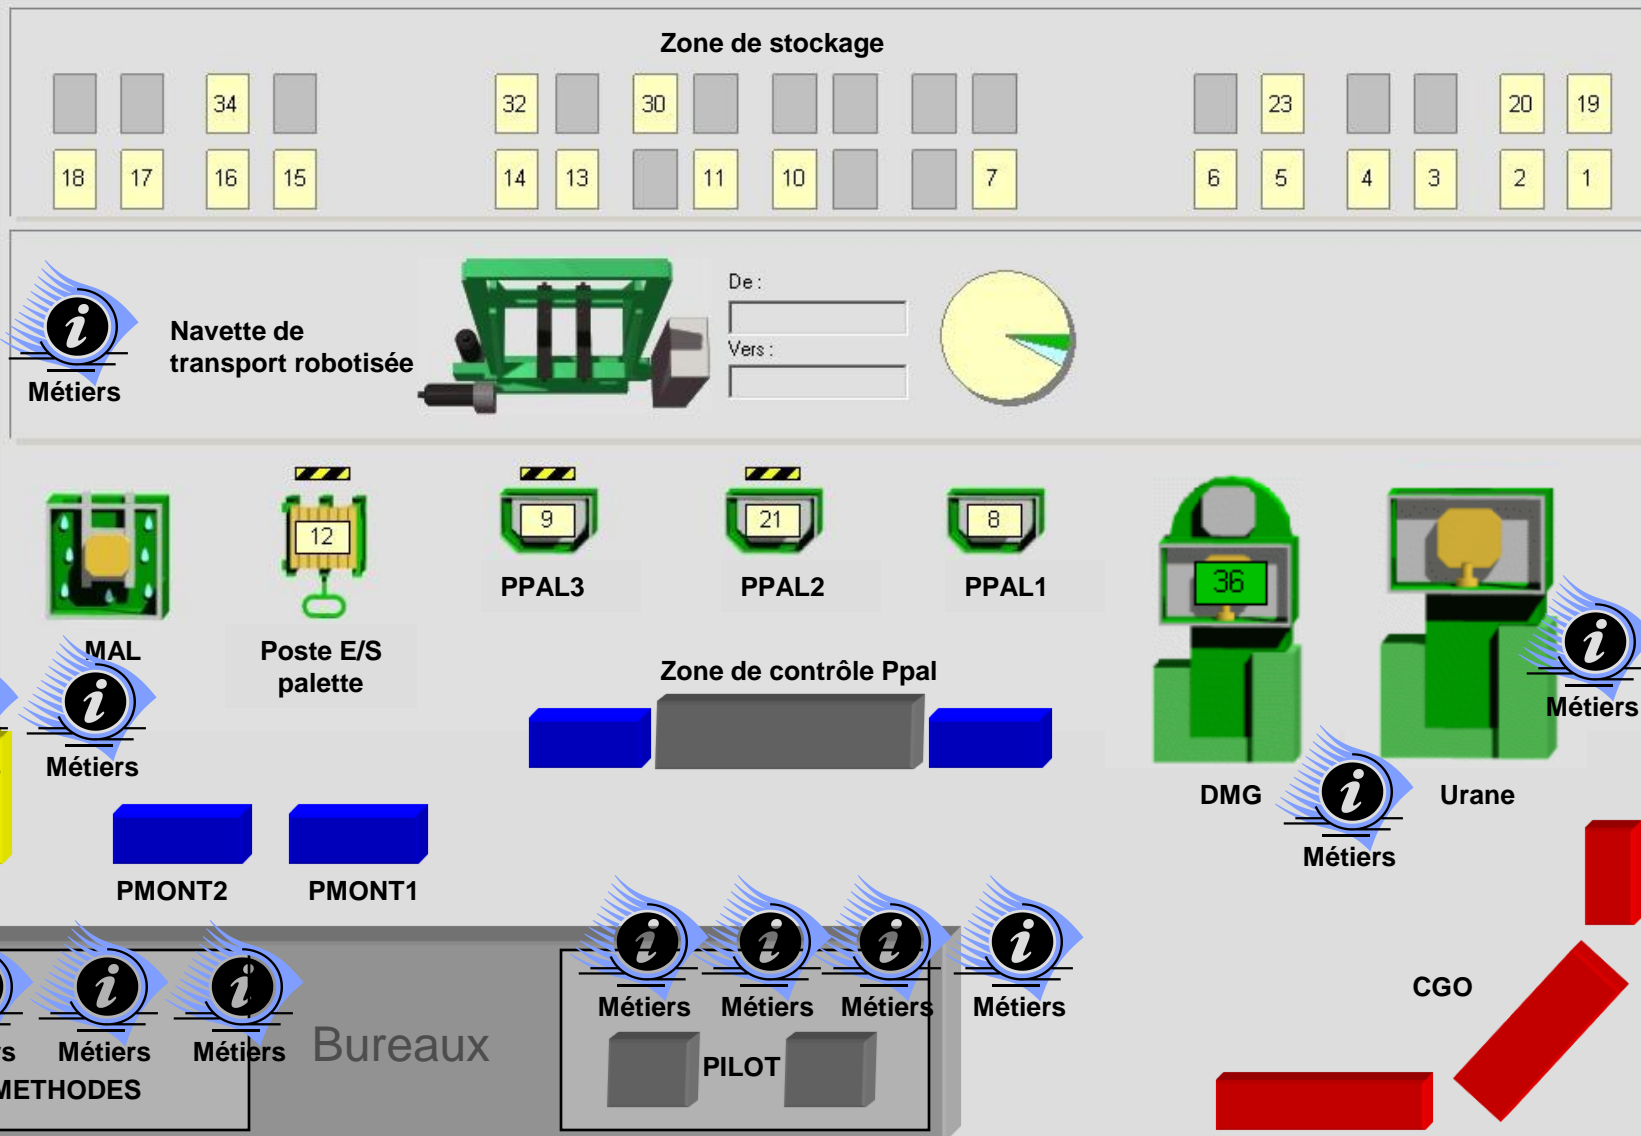 Zone de stockage
34 32 30 23 20 19
18 17 16 15 14 13 11 10 7 6 5 4 3 2 1
De :
Navette de
transport robotisée
Vers :
Métiers
12 9 21 8 36
MAL
Poste E/S
palette
PPAL3 PPAL2 PPAL1
Zone de contrôle Ppal
Métiers
Métiers
DMG
Urane
Métiers
PMONT2 PMONT1
Métiers Métiers Métiers Métiers
CGO
Métiers Métiers
Bureaux
PILOT
METHODES